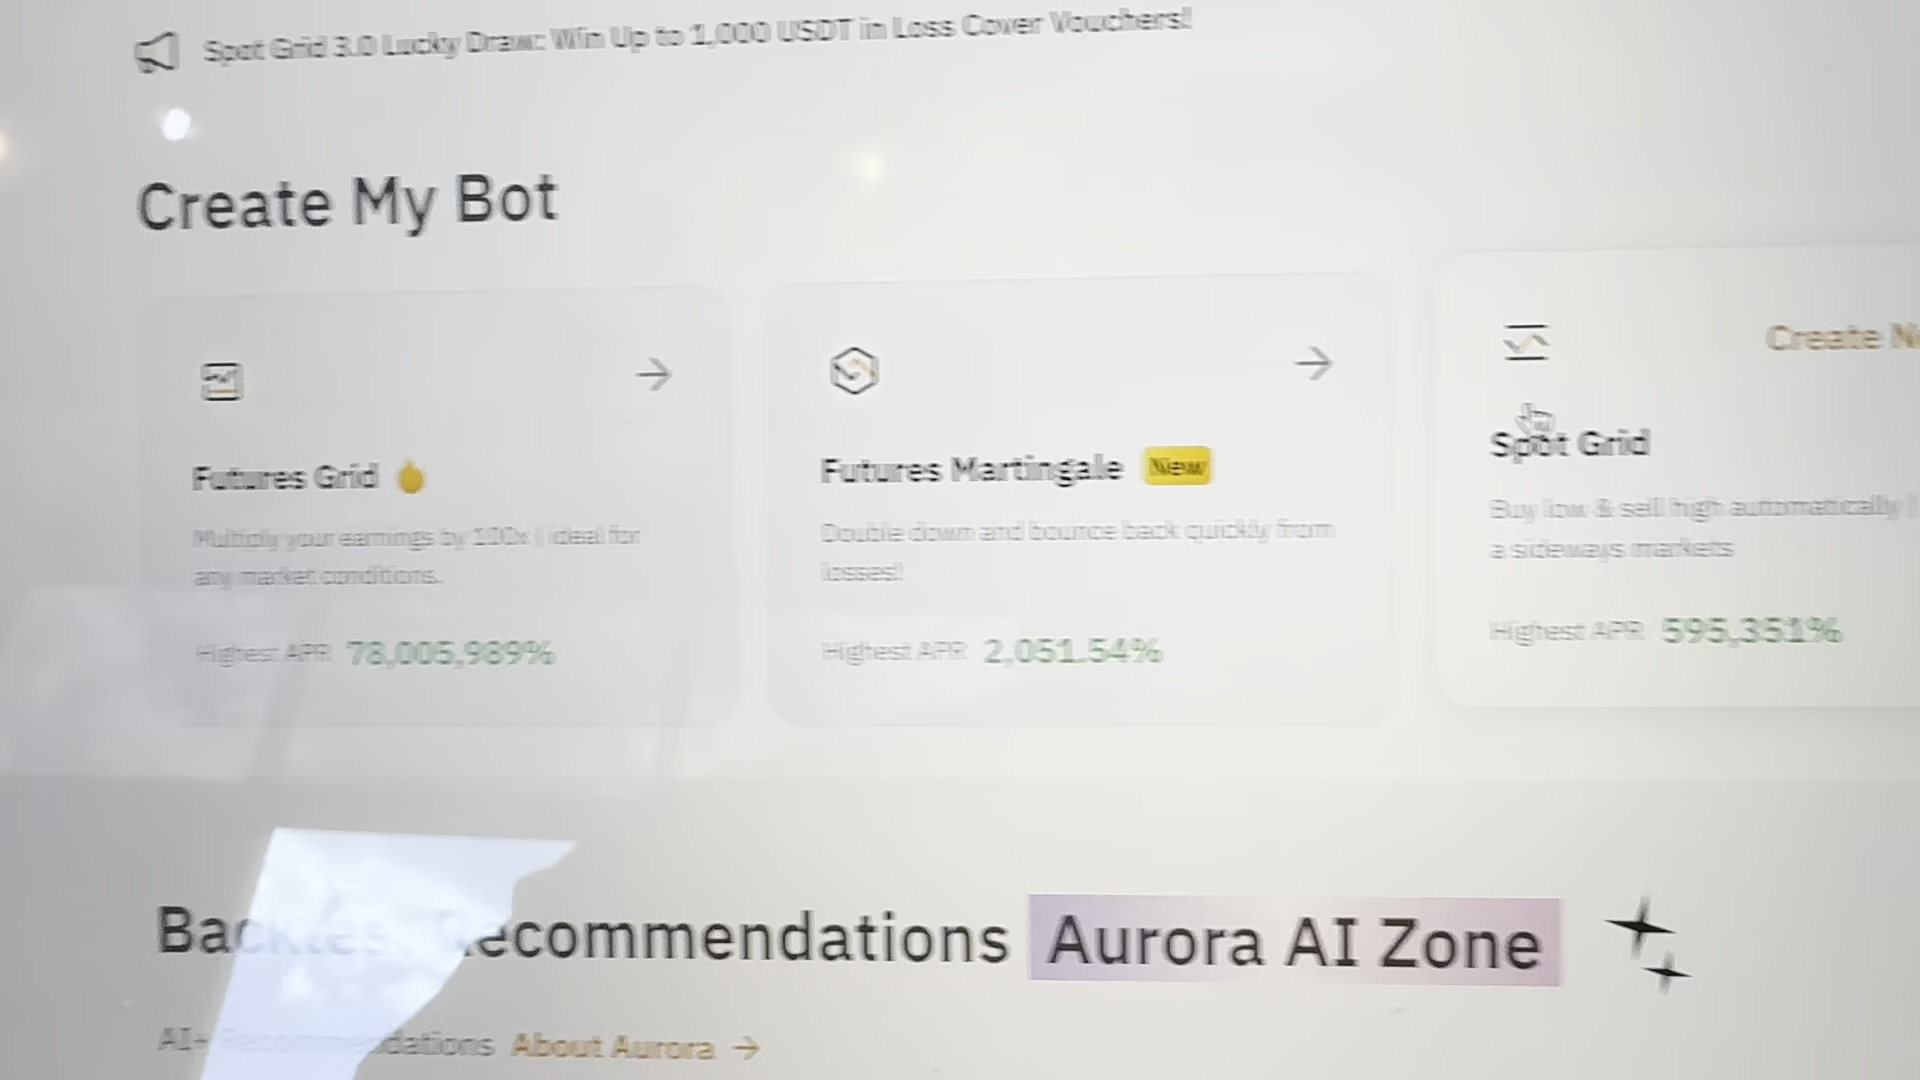 Spot Grid 3.0 Lucky Draw: Win Up to 1,000 USDT in Loss Cover Vouchers!
Create My Bot
Futures Grid
Multiply your earnings by 100x | ideal for
any market conditions.
Highest APR 78,005,989%
Futures Martingale New
Double down and bounce back quickly from
losses!
Highest APR 2,051.54%
Create
Spot Grid
Buy low & sell high automatically |
a sideways markets
Highest APR 595,351%
Recommendations Aurora AI Zone
AI+ Recommendations About Aurora